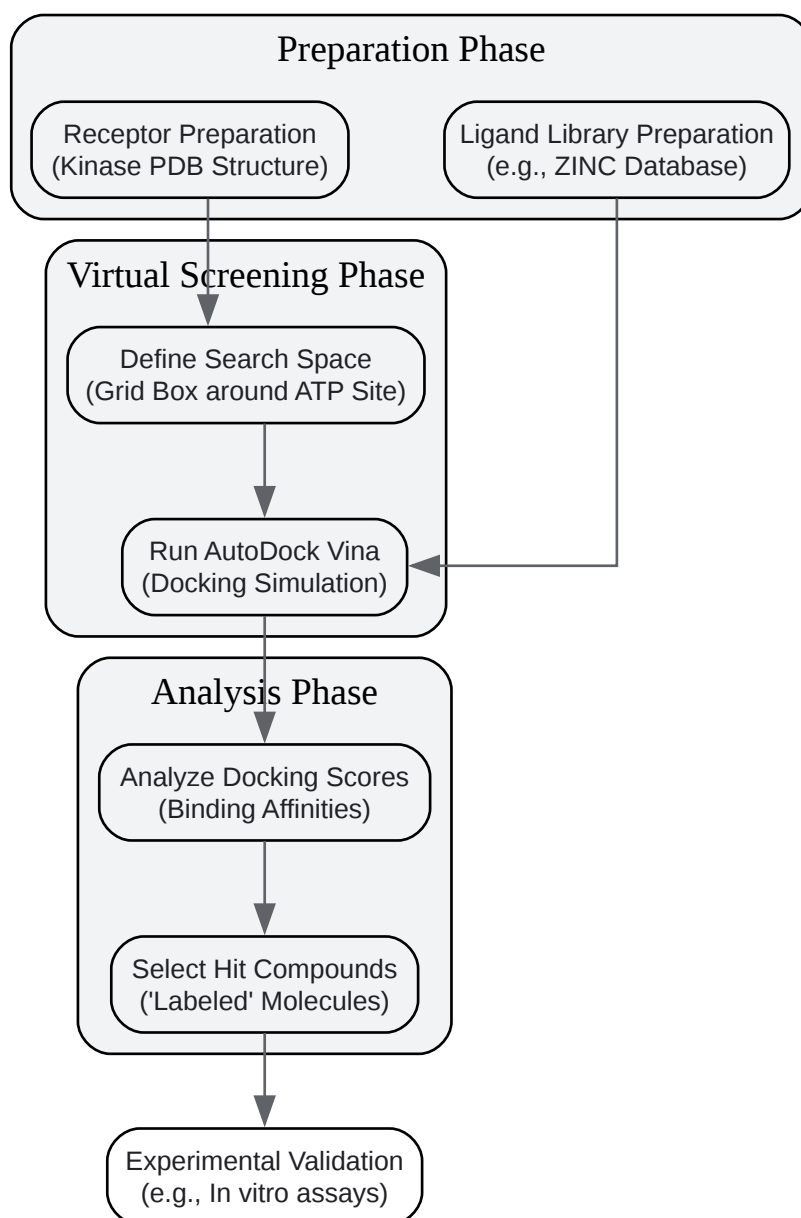 Preparation Phase
Receptor Preparation
(Kinase PDB Structure)
Ligand Library Preparation
(e.g., ZINC Database)
Virtual Screening Phase
Define Search Space
(Grid Box around ATP Site)
Run AutoDock Vina
(Docking Simulation)
Analysis Phase
Analyze Docking Scores
(Binding Affinities)
Select Hit Compounds
('Labeled' Molecules)
Experimental Validation
(e.g., In vitro assays)